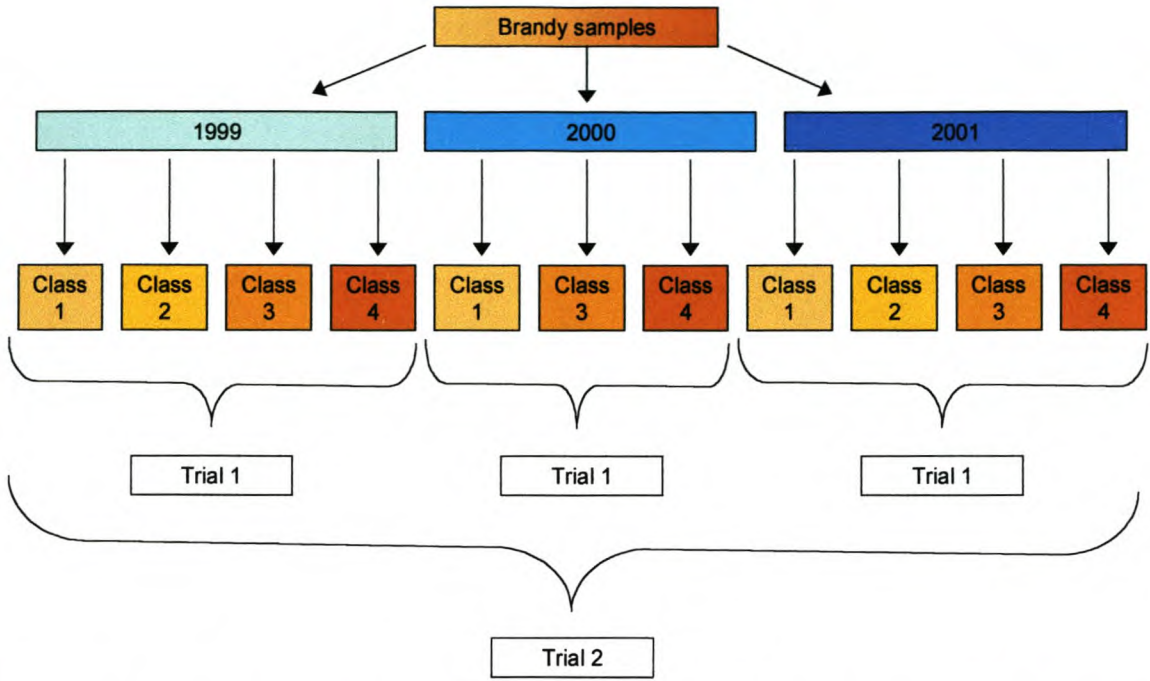 Brandy samples
1999
2000
2001
Class
1
Class
2
Class
3
Class
4
Class
1
Class
3
Class
4
Class
1
Class
2
Class
3
Class
4
Trial 1
Trial 1
Trial 1
Trial 2